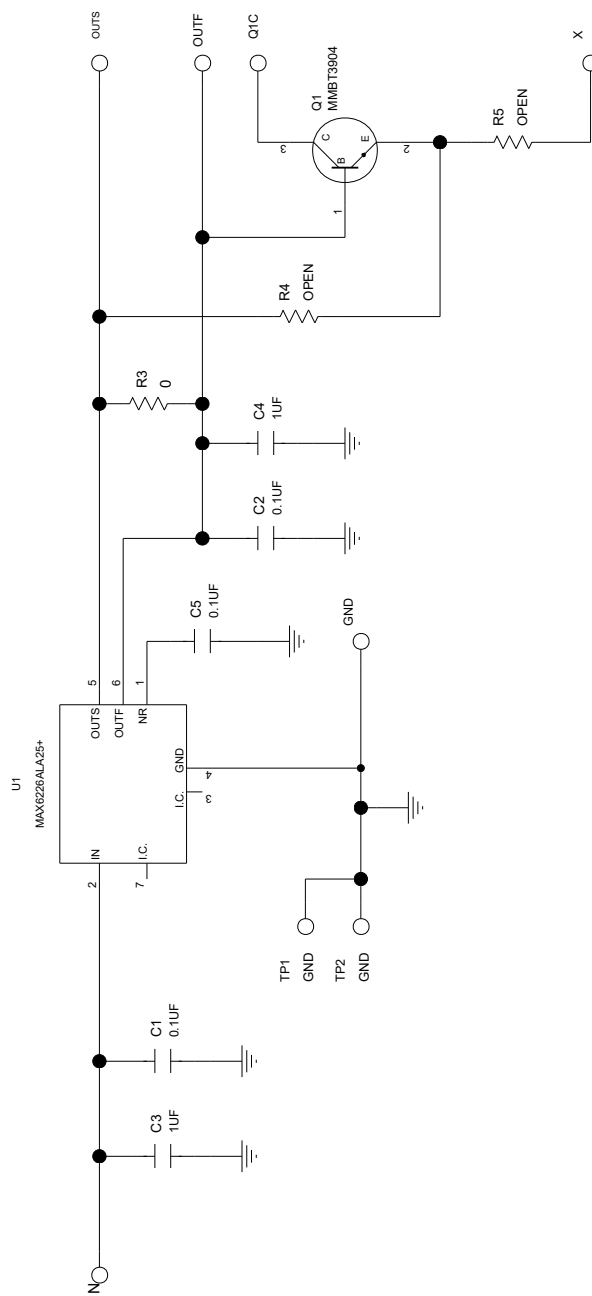 N
C3
1UF
C1
0.1UF
U1
MAX6226ALA25+
2
IN
7
I.C.
OUTS
5
OUTF
6
NR
1
GND
4
I.C.
3
TP1
GND
TP2
GND
GND
C5
0.1UF
C2
0.1UF
C4
1UF
R3
0
R4
OPEN
Q1
MMBT3904
1
B
C
3
E
2
R5
OPEN
OUTS
OUTF
Q1C
X